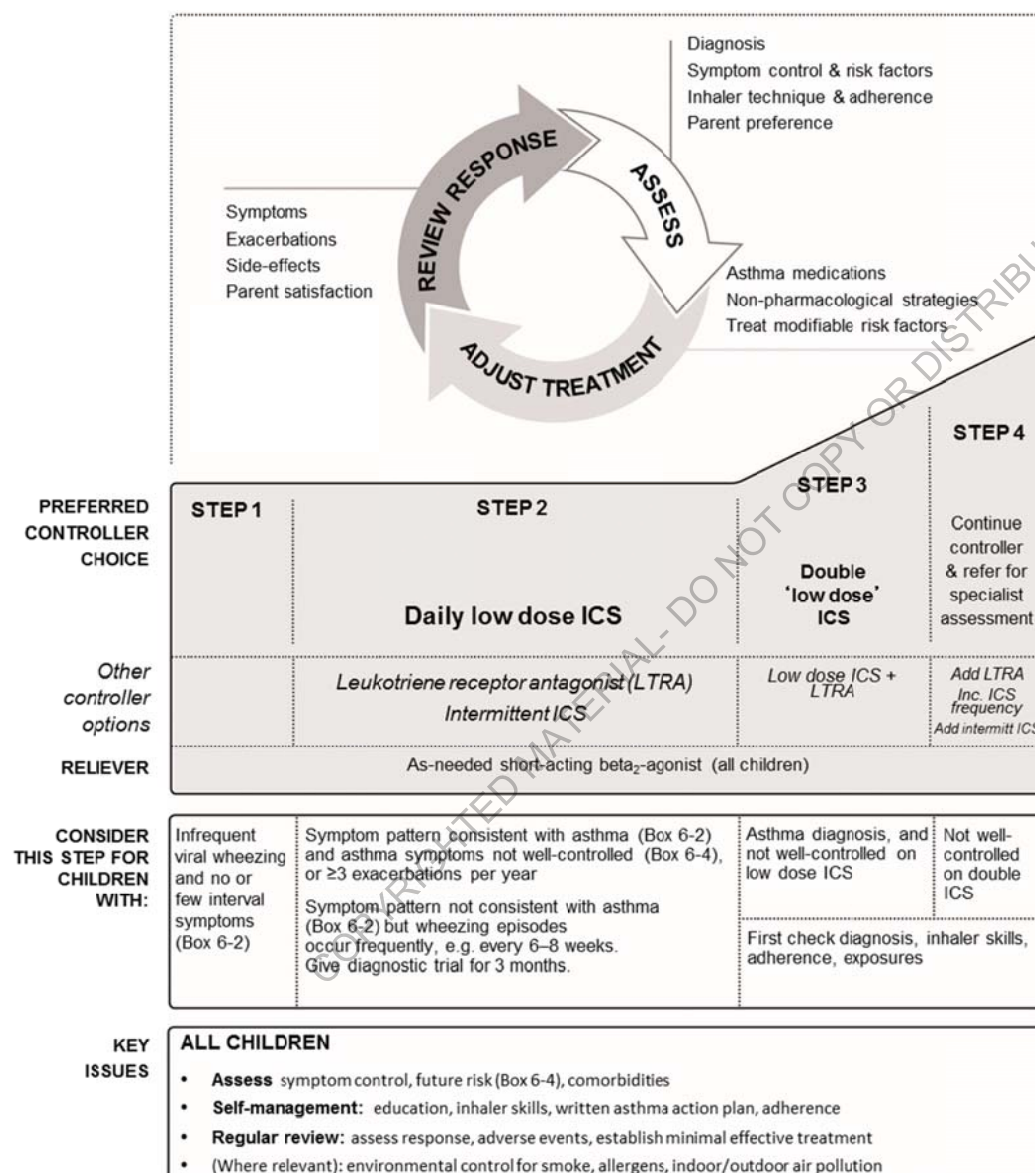 Diagnosis
Symptom control & risk factors
Inhaler technique & adherence
Parent preference
REVIEW RESPONSE
ASSESS
ADJUST TREATMENT
Symptoms
Exacerbations
Side-effects
Parent satisfaction
Asthma medications
Non-pharmacological strategies
Treat modifiable risk factors
PREFERRED
CONTROLLER
CHOICE
STEP 1
STEP 2
Daily low dose ICS
STEP 3
Double
‘low dose’
ICS
STEP 4
Continue
controller
& refer for
specialist
assessment
Other
controller
options
Leukotriene receptor antagonist (LTRA)
Intermittent ICS
Low dose ICS +
LTRA
Add LTRA
Inc. ICS
frequency
Add intermitt ICS
RELIEVER
As-needed short-acting beta₂-agonist (all children)
CONSIDER
THIS STEP FOR
CHILDREN
WITH:
Infrequent
viral wheezing
and no or
few interval
symptoms
(Box 6-2)
Symptom pattern consistent with asthma (Box 6-2)
and asthma symptoms not well-controlled (Box 6-4),
or ≥3 exacerbations per year
Symptom pattern not consistent with asthma
(Box 6-2) but wheezing episodes
occur frequently, e.g. every 6–8 weeks.
Give diagnostic trial for 3 months.
Asthma diagnosis, and
not well-controlled on
low dose ICS
Not well-
controlled
on double
ICS
First check diagnosis, inhaler skills,
adherence, exposures
KEY
ISSUES
ALL CHILDREN
• Assess symptom control, future risk (Box 6-4), comorbidities
• Self-management: education, inhaler skills, written asthma action plan, adherence
• Regular review: assess response, adverse events, establish minimal effective treatment
• (Where relevant): environmental control for smoke, allergens, indoor/outdoor air pollution
COPYRIGHTED MATERIAL- DO NOT COPY OR DISTRIBU